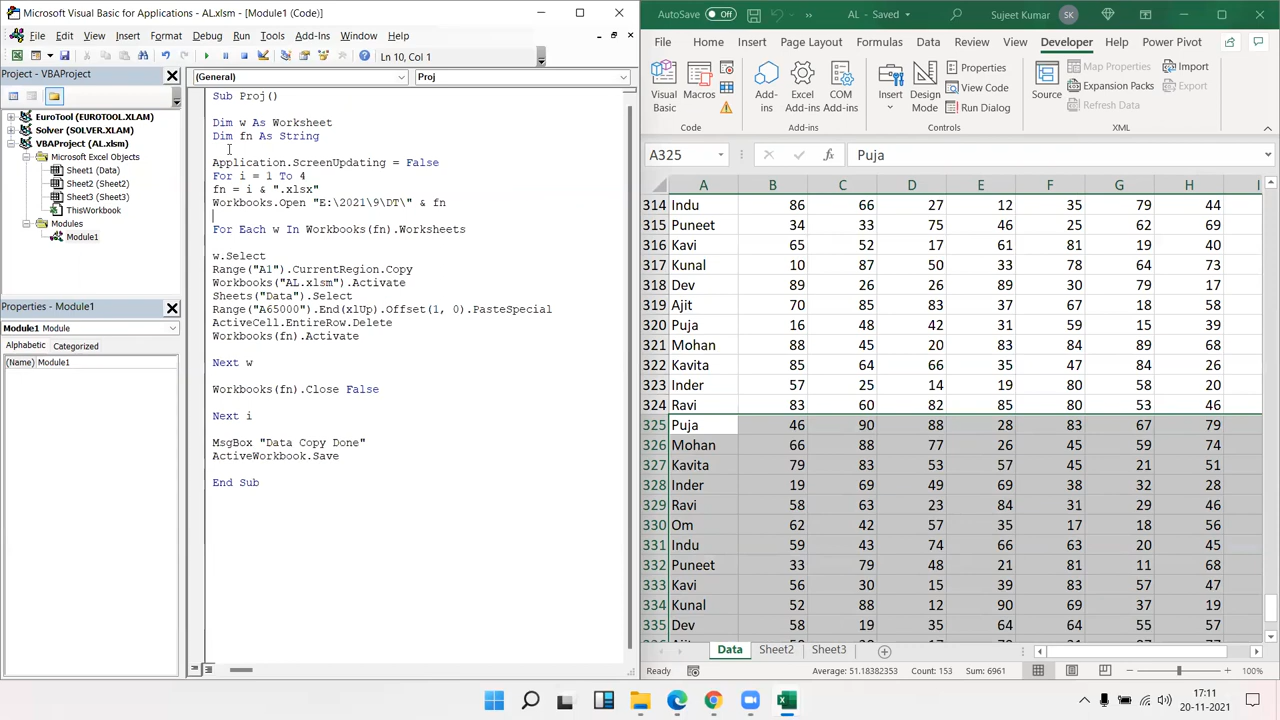 Microsoft Visual Basic for Applications - AL.xlsm - [Module1 (Code)]
File Edit View Insert Format Debug Run Tools Add-Ins Window Help
Ln 10, Col 1
Project - VBAProject
EuroTool (EUROTOOL.XLAM)
Solver (SOLVER.XLAM)
VBAProject (AL.xlsm)
Microsoft Excel Objects
Sheet1 (Data)
Sheet2 (Sheet2)
Sheet3 (Sheet3)
ThisWorkbook
Modules
Module1
Properties - Module1
Module1 Module
Alphabetic Categorized
(Name) Module1
(General) Proj
Sub Proj()
Dim w As Worksheet
Dim fn As String
Application.ScreenUpdating = False
For i = 1 To 4
fn = i & ".xlsx"
Workbooks.Open "E:\2021\9\DT\" & fn
For Each w In Workbooks(fn).Worksheets
w.Select
Range("A1").CurrentRegion.Copy
Workbooks("AL.xlsm").Activate
Sheets("Data").Select
Range("A65000").End(xlUp).Offset(1, 0).PasteSpecial
ActiveCell.EntireRow.Delete
Workbooks(fn).Activate
Next w
Workbooks(fn).Close False
Next i
MsgBox "Data Copy Done"
ActiveWorkbook.Save
End Sub
AutoSave Off AL - Saved Sujeet Kumar SK
File Home Insert Page Layout Formulas Data Review View Developer Help Power Pivot
Visual Basic Macros Add-ins Excel Add-ins COM Add-ins Insert Design Mode Properties View Code Run Dialog Source Map Properties Expansion Packs Refresh Data Import Export
Code Add-ins Controls XML
A325 fx Puja
A B C D E F G H I
314 Indu 86 66 27 12 35 79 44
315 Puneet 34 33 75 46 25 62 69
316 Kavi 65 52 17 61 81 19 40
317 Kunal 10 87 50 33 78 64 73
318 Dev 89 26 26 89 30 79 17
319 Ajit 70 85 83 37 67 18 58
320 Puja 16 48 42 31 59 15 39
321 Mohan 88 45 20 83 84 89 68
322 Kavita 85 64 66 35 47 84 26
323 Inder 57 25 14 19 80 58 20
324 Ravi 83 60 82 85 80 53 46
325 Puja 46 90 88 28 83 67 79
326 Mohan 66 88 77 26 45 59 74
327 Kavita 79 83 53 57 45 21 51
328 Inder 19 69 49 69 38 32 28
329 Ravi 58 63 23 84 31 29 46
330 Om 62 42 57 35 17 18 56
331 Indu 59 43 74 66 63 20 45
332 Puneet 33 79 48 21 81 11 68
333 Kavi 56 30 15 39 83 57 47
334 Kunal 52 88 12 90 69 37 19
335 Dev 58 19 35 64 64 55 57
Data Sheet2 Sheet3
Ready Average: 51.18382353 Count: 153 Sum: 6961 100%
17:11
20-11-2021